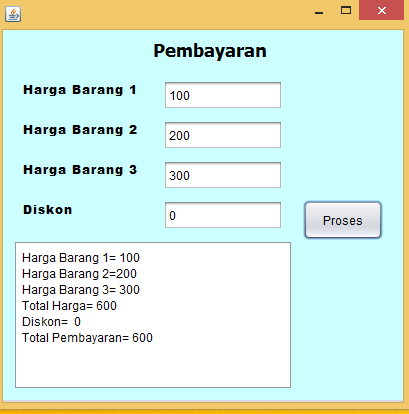 Pembayaran
Harga Barang 1 100
Harga Barang 2 200
Harga Barang 3 300
Diskon 0
Proses
Harga Barang 1= 100
Harga Barang 2=200
Harga Barang 3= 300
Total Harga= 600
Diskon=  0
Total Pembayaran= 600